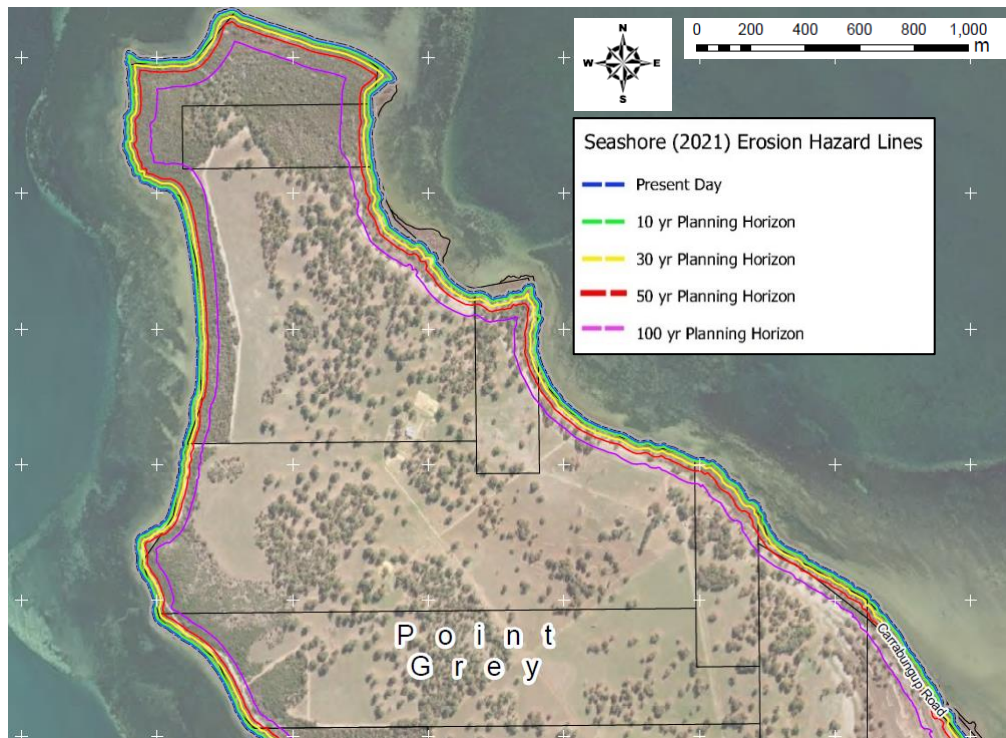 N
W E
S
0 200 400 600 800 1,000
m
Seashore (2021) Erosion Hazard Lines
Present Day
10 yr Planning Horizon
30 yr Planning Horizon
50 yr Planning Horizon
100 yr Planning Horizon
Point
Grey
Carrabungup Road